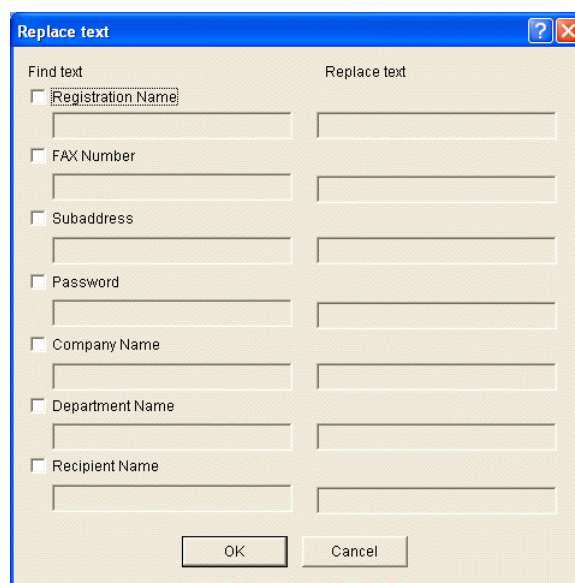 Replace text
Find text Replace text
Registration Name
FAX Number
Subaddress
Password
Company Name
Department Name
Recipient Name
OK Cancel